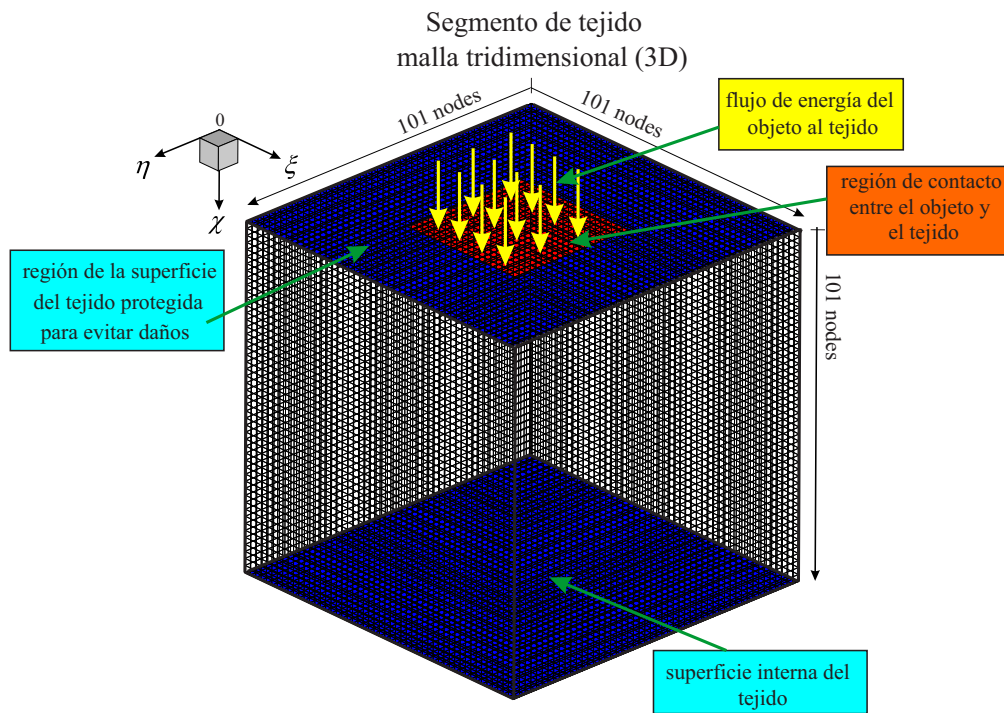 Segmento de tejido
malla tridimensional (3D)
101 nodes
101 nodes
flujo de energía del
objeto al tejido
0
η
ξ
χ
región de contacto
entre el objeto y
el tejido
región de la superficie
del tejido protegida
para evitar daños
101 nodes
superficie interna del
tejido